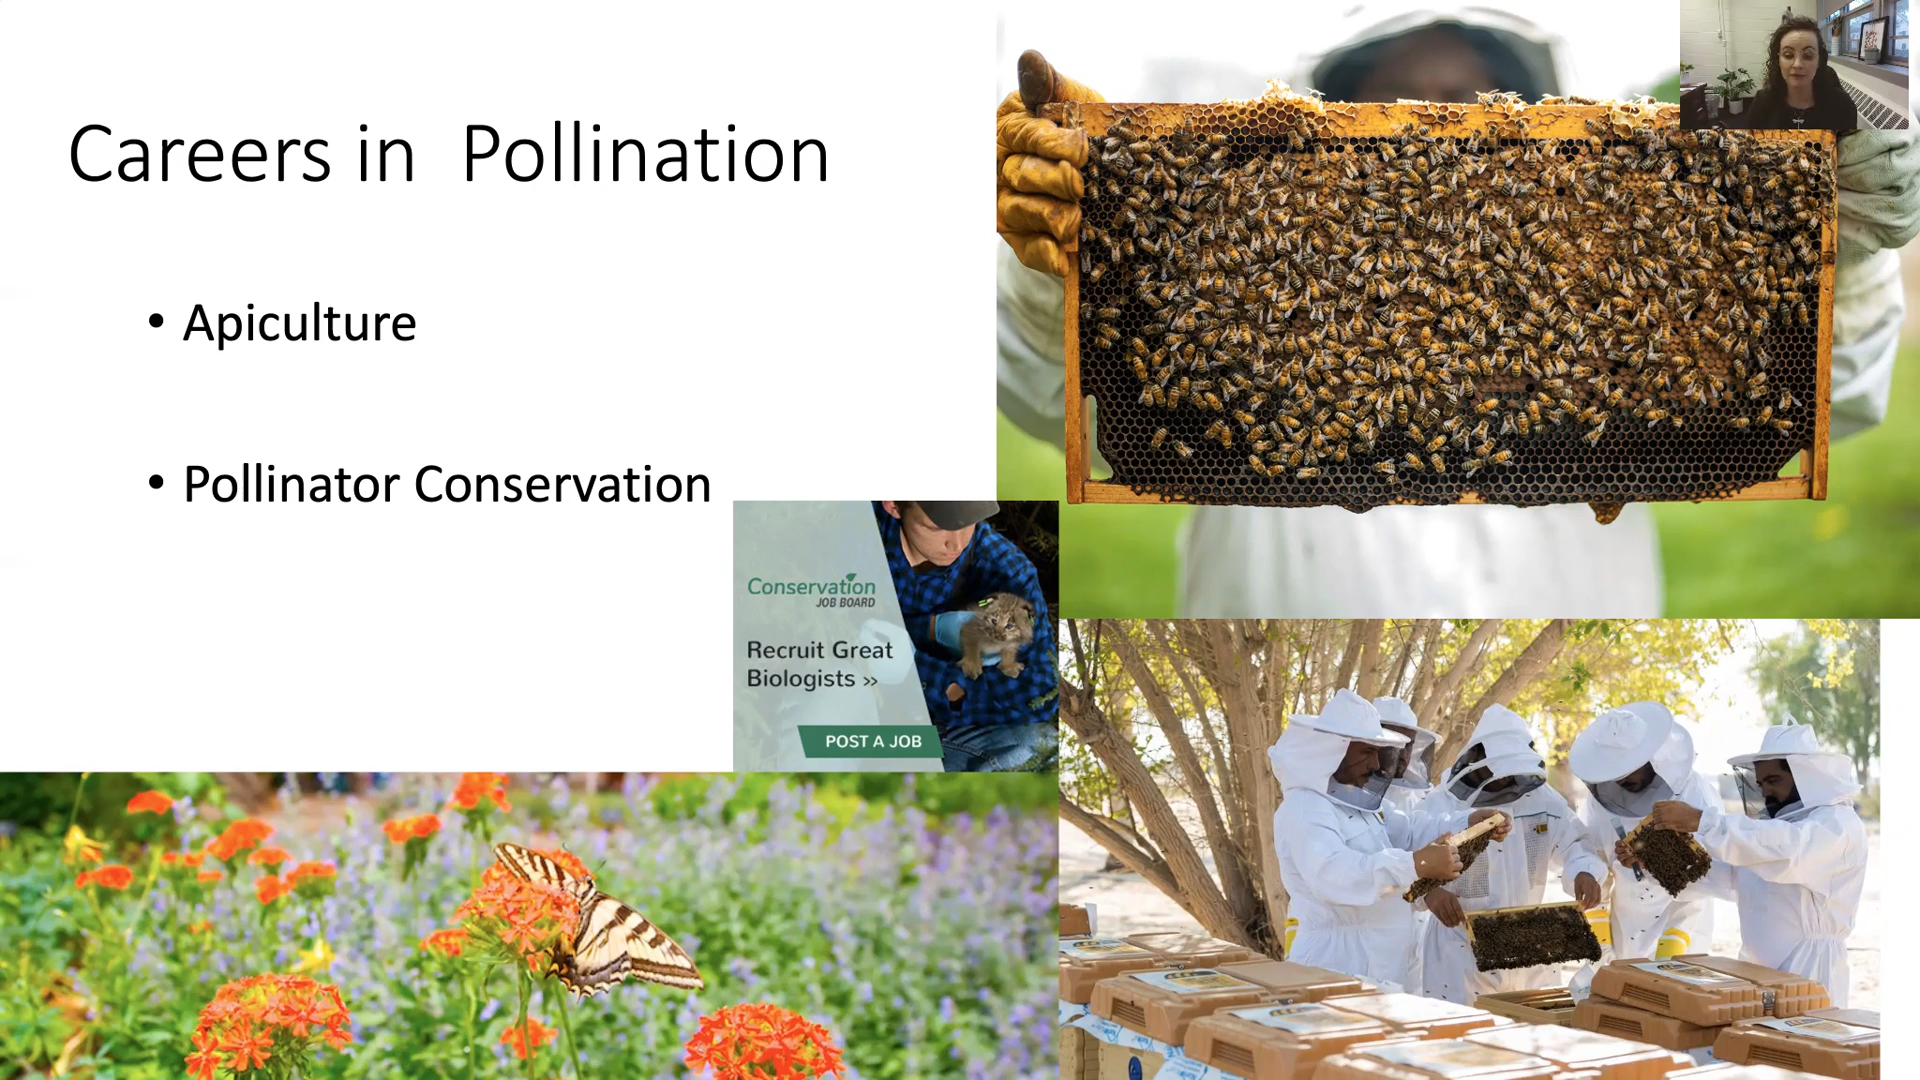 Careers in  Pollination
• Apiculture
• Pollinator Conservation
Conservation
JOB BOARD
Recruit Great
Biologists »
POST A JOB